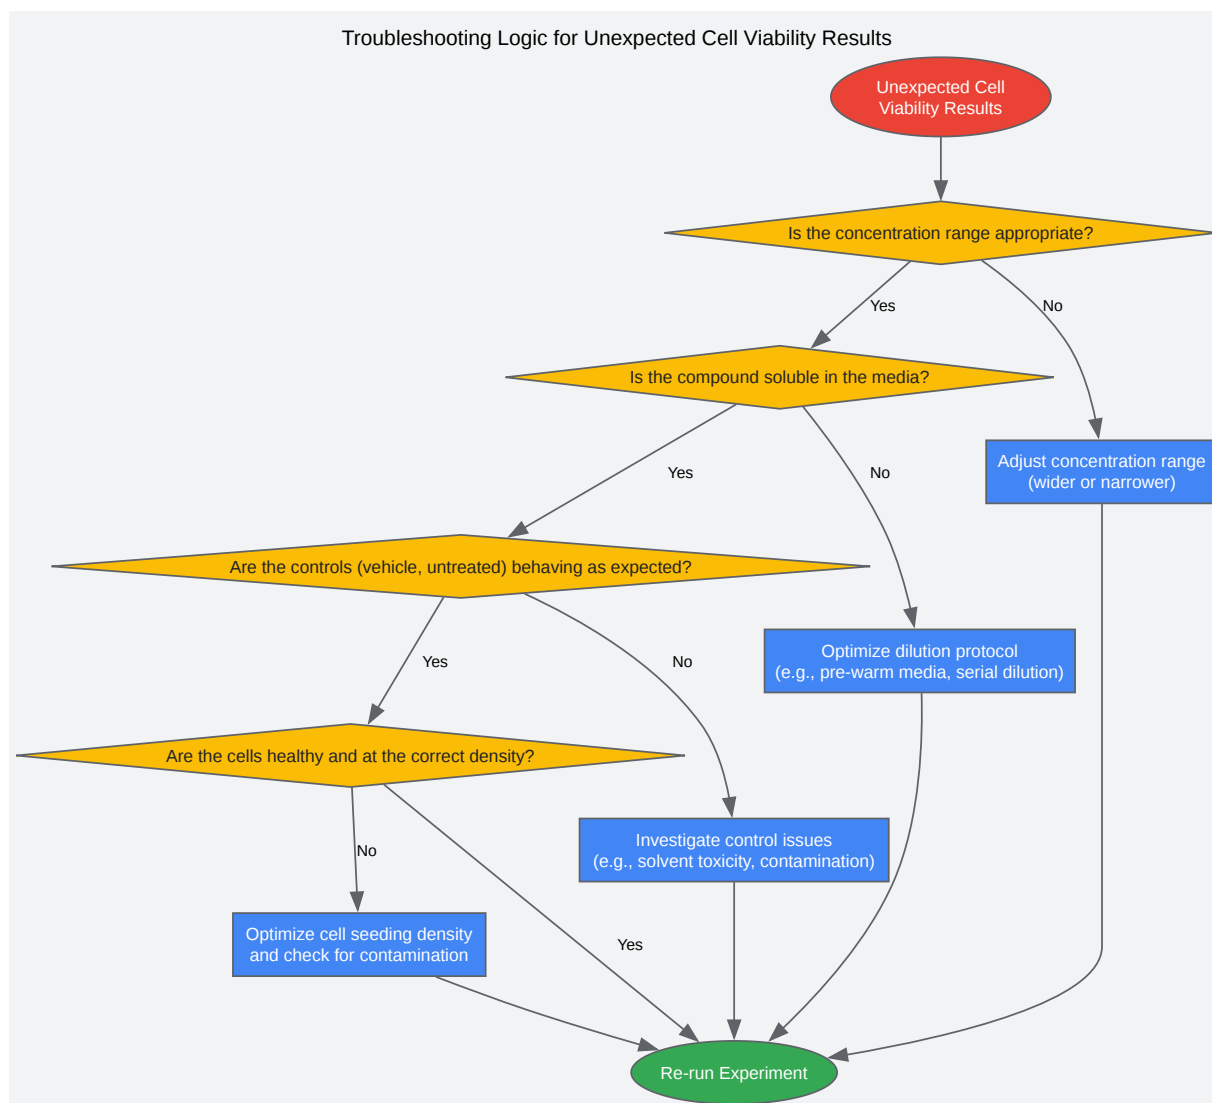 Troubleshooting Logic for Unexpected Cell Viability Results
Unexpected Cell
Viability Results
Is the concentration range appropriate?
Yes
No
Is the compound soluble in the media?
Adjust concentration range
(wider or narrower)
Yes
No
Are the controls (vehicle, untreated) behaving as expected?
Optimize dilution protocol
(e.g., pre-warm media, serial dilution)
Yes
No
Are the cells healthy and at the correct density?
Investigate control issues
(e.g., solvent toxicity, contamination)
No
Yes
Optimize cell seeding density
and check for contamination
Re-run Experiment